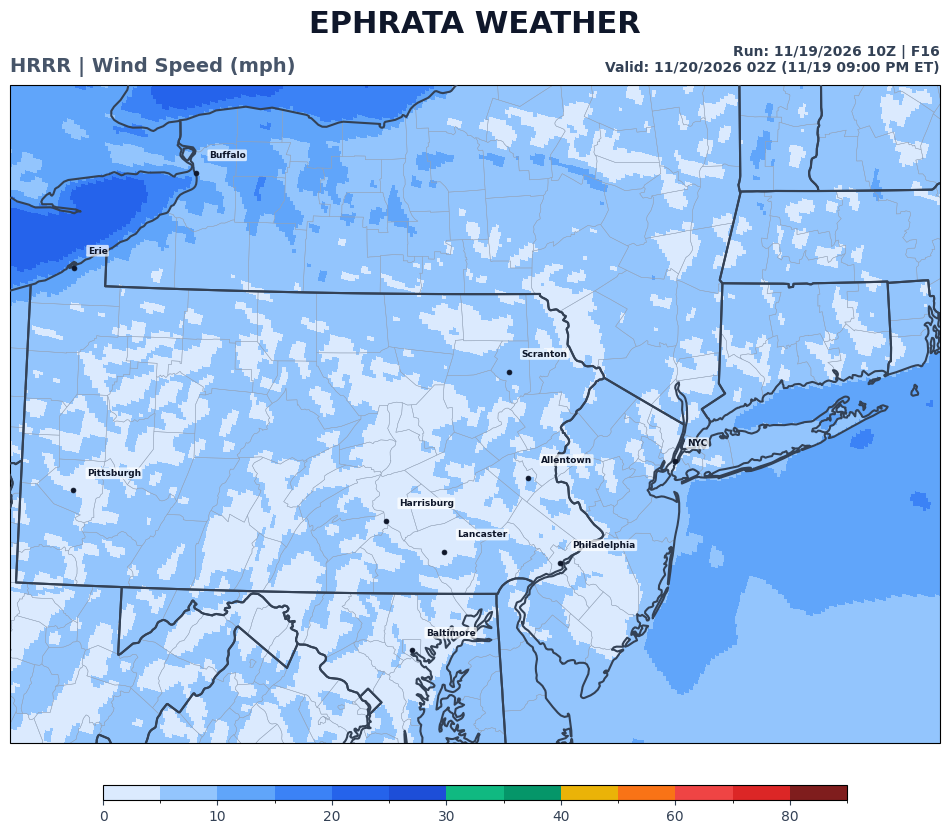 EPHRATA WEATHER
HRRR | Wind Speed (mph)
Run: 11/19/2026 10Z | F16
Valid: 11/20/2026 02Z (11/19 09:00 PM ET)
Buffalo
Erie
Scranton
NYC
Allentown
Pittsburgh
Harrisburg
Lancaster
Philadelphia
Baltimore
0 10 20 30 40 50 60 70 80